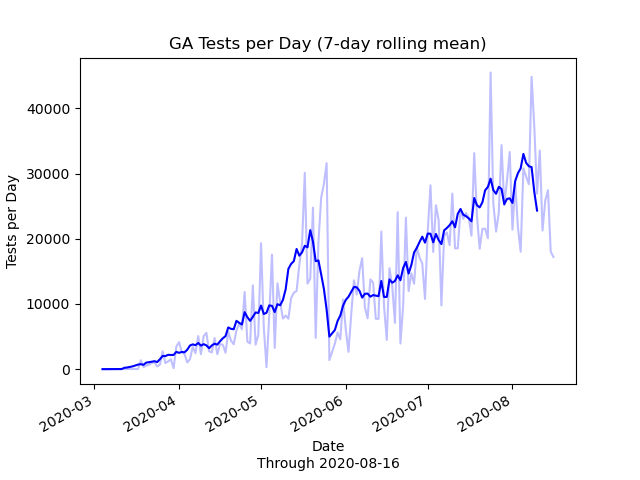 GA Tests per Day (7-day rolling mean)
Tests per Day
40000
30000
20000
10000
0
2020-03
2020-04
2020-05
2020-06
2020-07
2020-08
Date
Through 2020-08-16